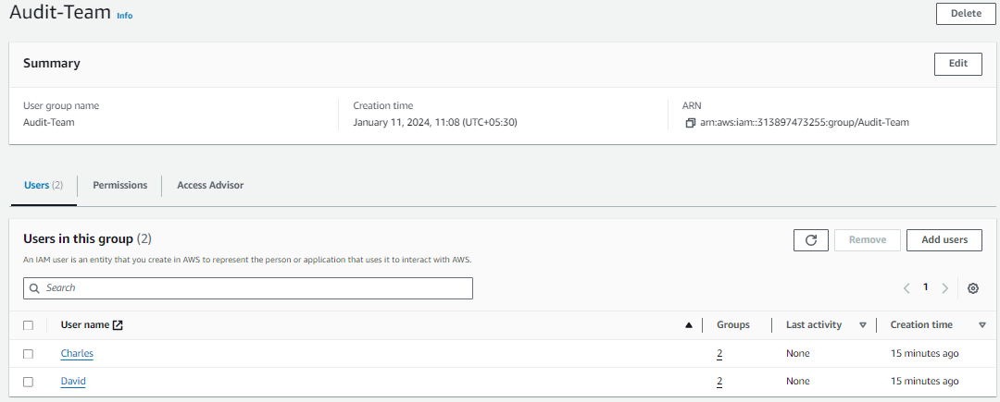 Audit-Team Info
Delete
Summary
Edit
User group name
Audit-Team
Creation time
January 11, 2024, 11:08 (UTC+05:30)
ARN
arn:aws:iam::313897473255:group/Audit-Team
Users (2) Permissions Access Advisor
Users in this group (2)
Remove Add users
An IAM user is an entity that you create in AWS to represent the person or application that uses it to interact with AWS.
Search
1
User name Groups Last activity Creation time
Charles 2 None 15 minutes ago
David 2 None 15 minutes ago